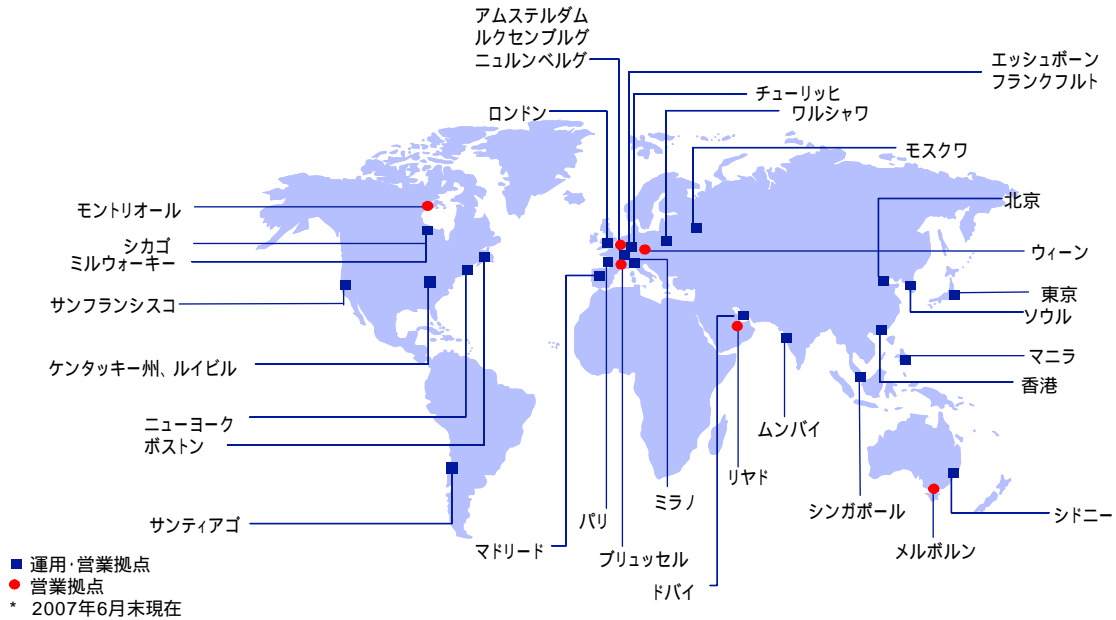 アムステルダム
ルクセンブルグ
ニュルンベルグ
エッシュボーン
フランクフルト
チューリッヒ
ワルシャワ
ロンドン
モスクワ
北京
モントリオール
シカゴ
ミルウォーキー
ウィーン
サンフランシスコ
東京
ソウル
ケンタッキー州、ルイビル
マニラ
香港
ニューヨーク
ボストン
ムンバイ
リヤド
ミラノ
シンガポール
パリ
シドニー
サンティアゴ
マドリード
ブリュッセル
メルボルン
ドバイ
運用・営業拠点
営業拠点
* 2007年6月末現在